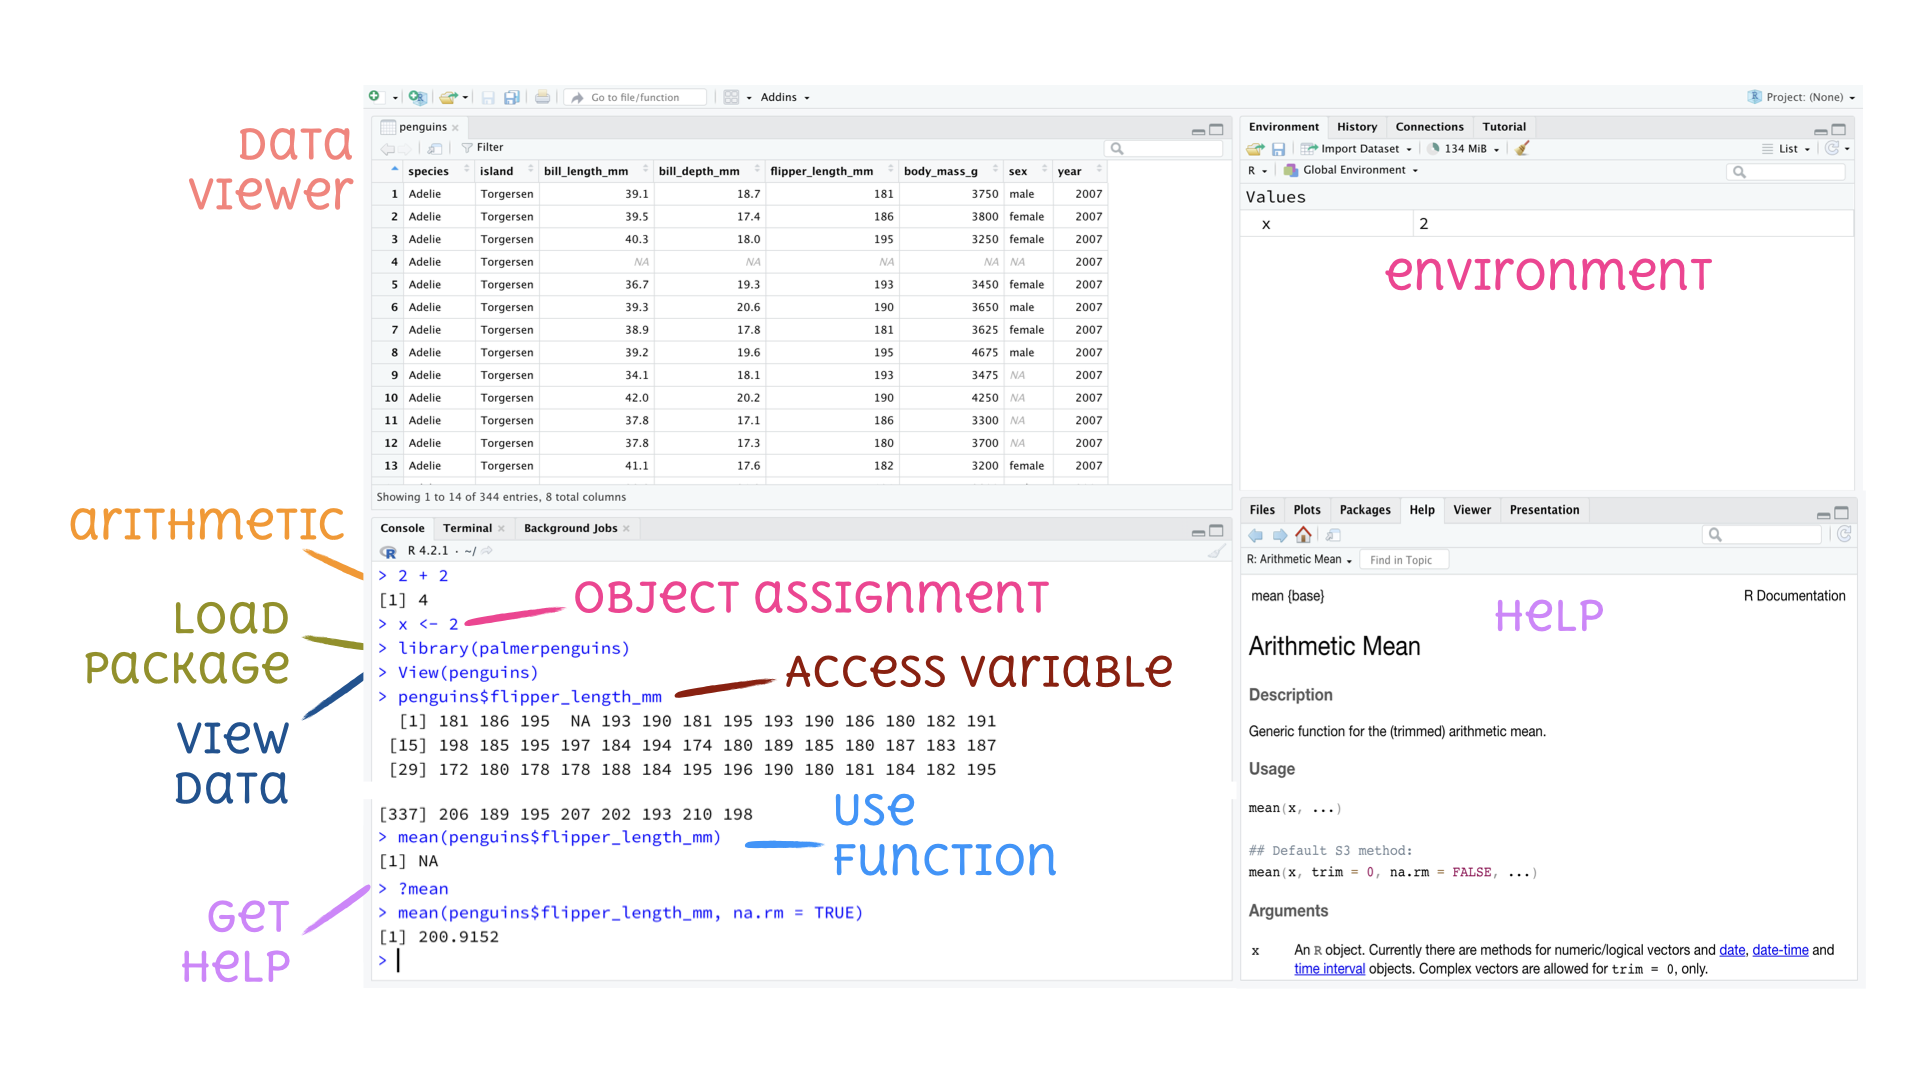 Go to file/function
Addins
Project: (None)
Data
Viewer
penguins
Filter
species island bill_length_mm bill_depth_mm flipper_length_mm body_mass_g sex year
1 Adelie Torgersen 39.1 18.7 181 3750 male 2007
2 Adelie Torgersen 39.5 17.4 186 3800 female 2007
3 Adelie Torgersen 40.3 18.0 195 3250 female 2007
4 Adelie Torgersen NA NA NA NA NA 2007
5 Adelie Torgersen 36.7 19.3 193 3450 female 2007
6 Adelie Torgersen 39.3 20.6 190 3650 male 2007
7 Adelie Torgersen 38.9 17.8 181 3625 female 2007
8 Adelie Torgersen 39.2 19.6 195 4675 male 2007
9 Adelie Torgersen 34.1 18.1 193 3475 NA 2007
10 Adelie Torgersen 42.0 20.2 190 4250 NA 2007
11 Adelie Torgersen 37.8 17.1 186 3300 NA 2007
12 Adelie Torgersen 37.8 17.3 180 3700 NA 2007
13 Adelie Torgersen 41.1 17.6 182 3200 female 2007
Showing 1 to 14 of 344 entries, 8 total columns
Environment History Connections Tutorial
Import Dataset 134 MiB List
R Global Environment
Values
x 2
Environment
Arithmetic
Load
Package
View
Data
Get
Help
Console Terminal Background Jobs
R 4.2.1 · ~/
> 2 + 2
[1] 4
> x <- 2
Object Assignment
> library(palmerpenguins)
> View(penguins)
> penguins$flipper_length_mm
Access Variable
[1] 181 186 195 NA 193 190 181 195 193 190 186 180 182 191
[15] 198 185 195 197 184 194 174 180 189 185 180 187 183 187
[29] 172 180 178 178 188 184 195 196 190 180 181 184 182 195
[337] 206 189 195 207 202 193 210 198
> mean(penguins$flipper_length_mm)
Use
Function
[1] NA
> ?mean
> mean(penguins$flipper_length_mm, na.rm = TRUE)
[1] 200.9152
>
Files Plots Packages Help Viewer Presentation
R: Arithmetic Mean Find in Topic
mean {base} R Documentation
Help
Arithmetic Mean
Description
Generic function for the (trimmed) arithmetic mean.
Usage
mean(x, ...)
## Default S3 method:
mean(x, trim = 0, na.rm = FALSE, ...)
Arguments
x An R object. Currently there are methods for numeric/logical vectors and date, date-time and
time interval objects. Complex vectors are allowed for trim = 0, only.